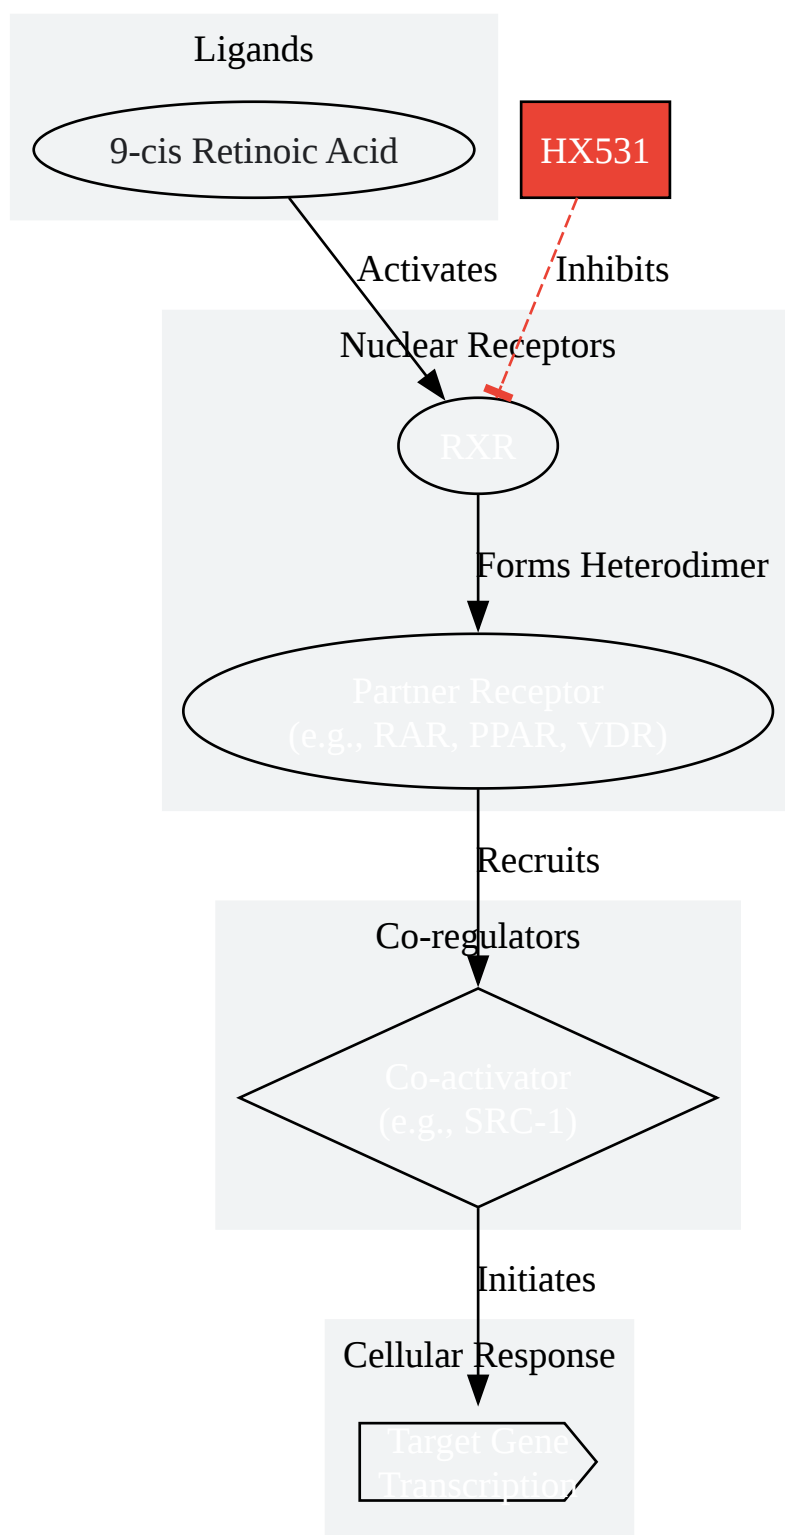 Ligands
9-cis Retinoic Acid
HX531
Activates
Inhibits
Nuclear Receptors
RXR
Forms Heterodimer
Partner Receptor
(e.g., RAR, PPAR, VDR)
Recruits
Co-regulators
Co-activator
(e.g., SRC-1)
Initiates
Cellular Response
Target Gene
Transcription